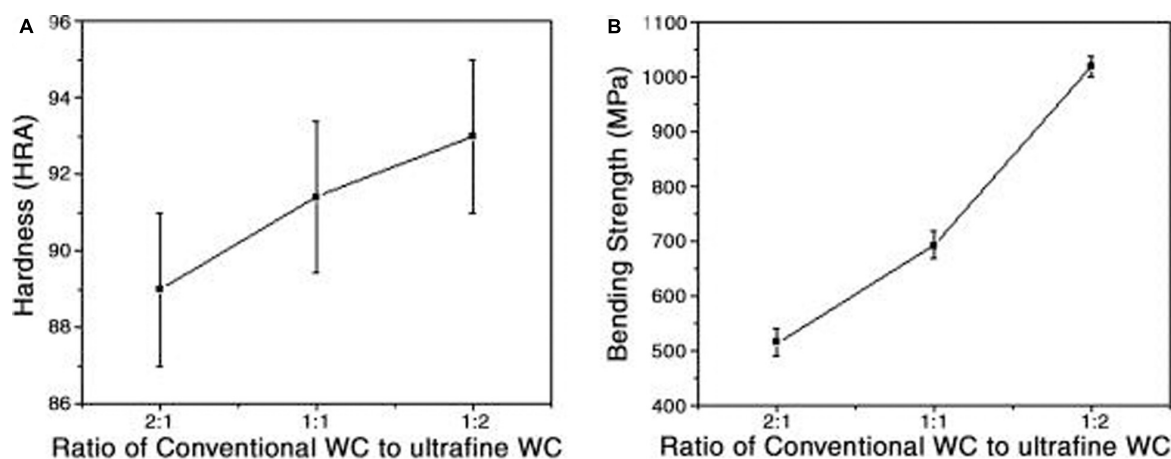 A
96
94
92
90
88
86
Hardness (HRA)
2:1 1:1 1:2
Ratio of Conventional WC to ultrafine WC
B
1100
1000
900
800
700
600
500
400
Bending Strength (MPa)
2:1 1:1 1:2
Ratio of Conventional WC to ultrafine WC